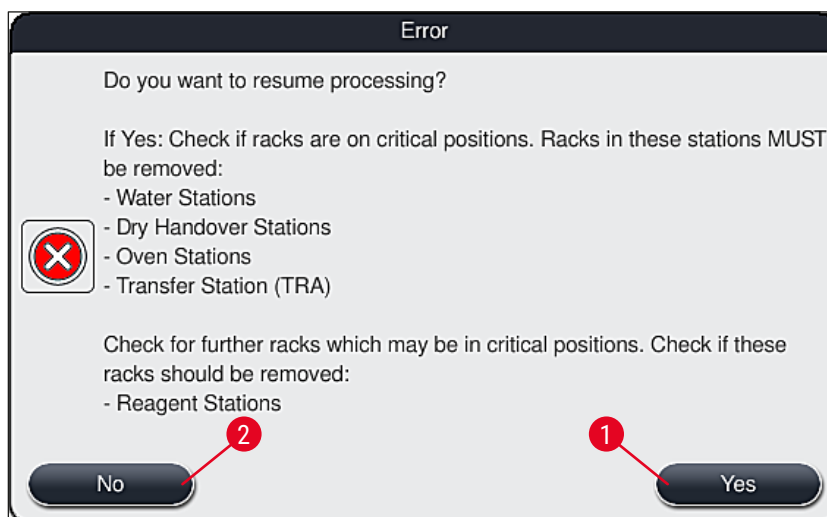 Error
Do you want to resume processing?
If Yes: Check if racks are on critical positions. Racks in these stations MUST
be removed:
- Water Stations
- Dry Handover Stations
- Oven Stations
- Transfer Station (TRA)
Check for further racks which may be in critical positions. Check if these
racks should be removed:
- Reagent Stations
2
1
No
Yes